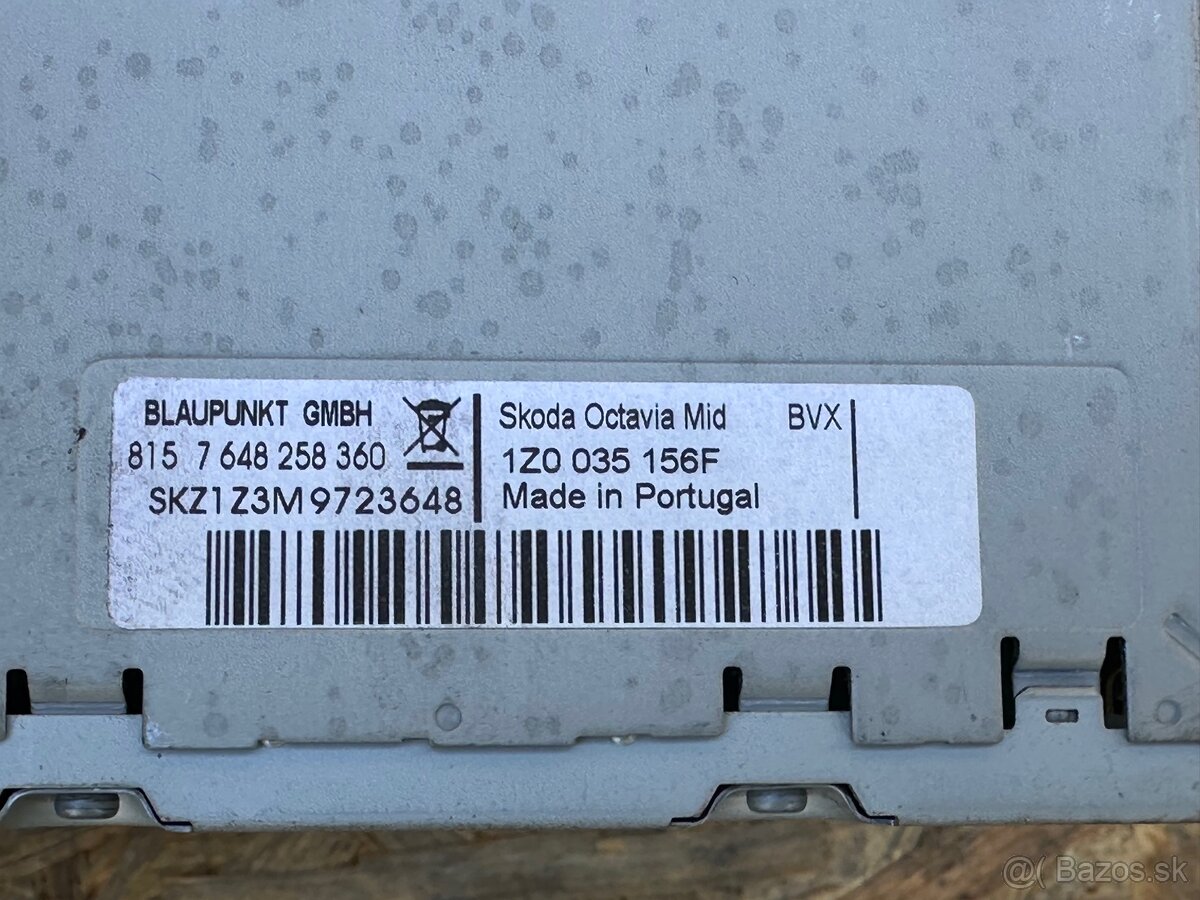 BLAUPUNKT GMBH
815 7 648 258 360
SKZ1Z3M9723648
Skoda Octavia Mid BVX
1Z0 035 156F
Made in Portugal
@( Bazos.sk